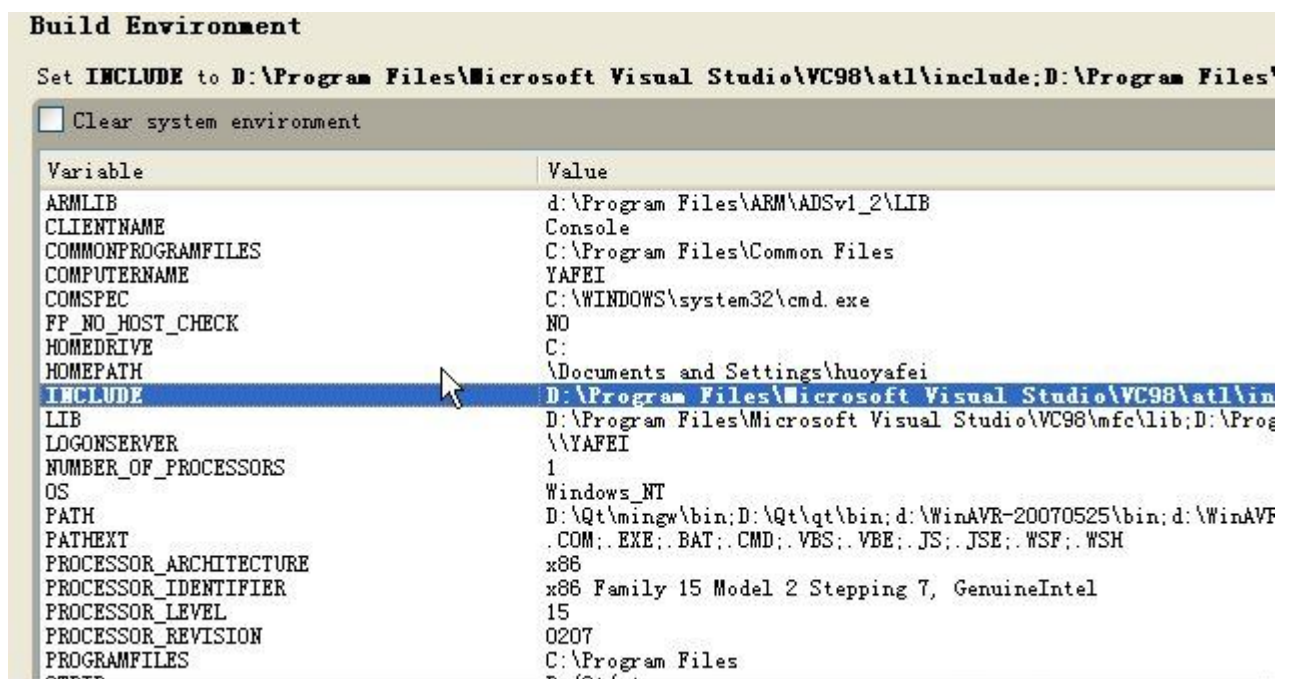 Build Environment
Set INCLUDE to D:\Program Files\Microsoft Visual Studio\VC98\atl\include;D:\Program Files\
Clear system environment
Variable Value
ARMLIB d:\Program Files\ARM\ADSv1_2\LIB
CLIENTNAME Console
COMMONPROGRAMFILES C:\Program Files\Common Files
COMPUTERNAME YAFEI
COMSPEC C:\WINDOWS\system32\cmd.exe
FP_NO_HOST_CHECK NO
HOMEDRIVE C:
HOMEPATH \Documents and Settings\huoyafei
INCLUDE D:\Program Files\Microsoft Visual Studio\VC98\atl\in
LIB D:\Program Files\Microsoft Visual Studio\VC98\mfc\lib;D:\Prog
LOGONSERVER \\YAFEI
NUMBER_OF_PROCESSORS 1
OS Windows_NT
PATH D:\Qt\mingw\bin;D:\Qt\qt\bin;d:\WinAVR-20070525\bin;d:\WinAVR
PATHEXT .COM;.EXE;.BAT;.CMD;.VBS;.VBE;.JS;.JSE;.WSF;.WSH
PROCESSOR_ARCHITECTURE x86
PROCESSOR_IDENTIFIER x86 Family 15 Model 2 Stepping 7, GenuineIntel
PROCESSOR_LEVEL 15
PROCESSOR_REVISION 0207
PROGRAMFILES C:\Program Files